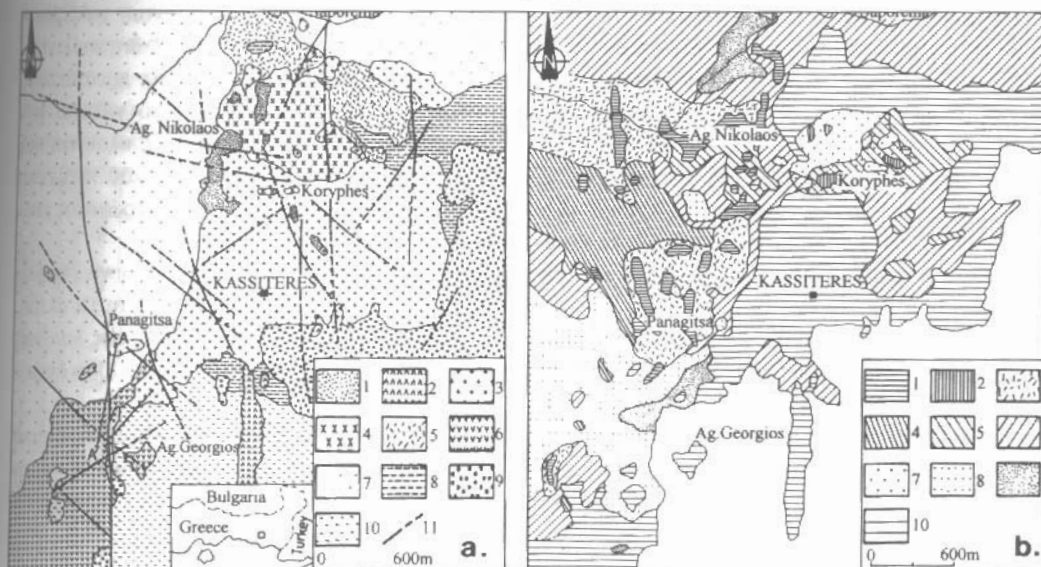 N
Ag. Nikolaos
Koryphes
KASSITERES
Panagitsa
A
A'
Ag.Georgios
1 2 3
4 5 6
7 8 9
10 11
Bulgaria
Greece
Turkey
0 600m
a.
N
Ag Nikolaos
Koryphes
KASSITERES
Panagitsa
Ag.Georgios
1 2
4 5
7 8
10
0 600m
b.